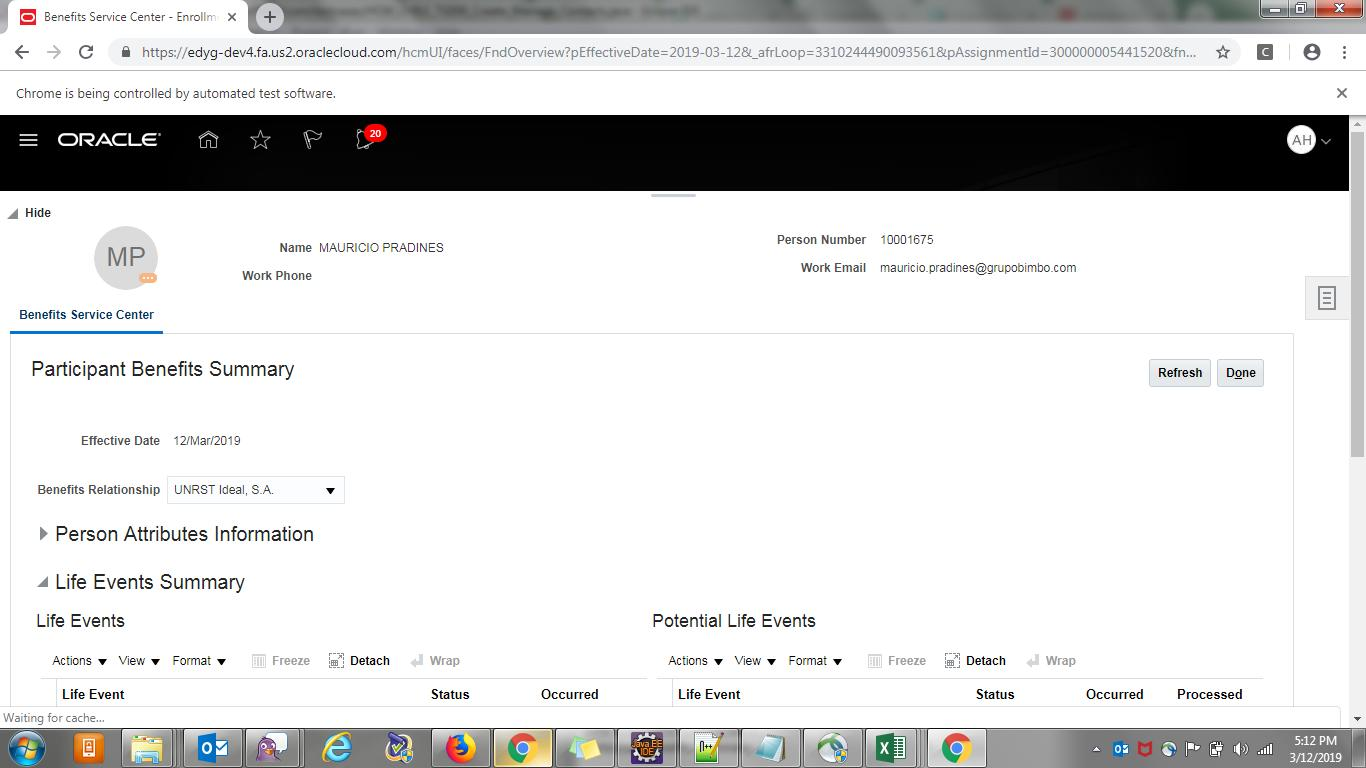 Benefits Service Center - Enrollm
https://edyg-dev4.fa.us2.oraclecloud.com/hcmUI/faces/FndOverview?pEffectiveDate=2019-03-12&_afrLoop=3310244490093561&pAssignmentId=300000005441520&fn...
C
Chrome is being controlled by automated test software.
ORACLE
20
AH
Hide
MP
Name MAURICIO PRADINES
Person Number 10001675
Work Phone
Work Email mauricio.pradines@grupobimbo.com
Benefits Service Center
Participant Benefits Summary
Refresh Done
Effective Date 12/Mar/2019
Benefits Relationship UNRST Ideal, S.A.
Person Attributes Information
Life Events Summary
Life Events Potential Life Events
Actions View Format Freeze Detach Wrap Actions View Format Freeze Detach Wrap
Life Event Status Occurred Life Event Status Occurred Processed
Waiting for cache...
Java EE
IDE
5:12 PM
3/12/2019